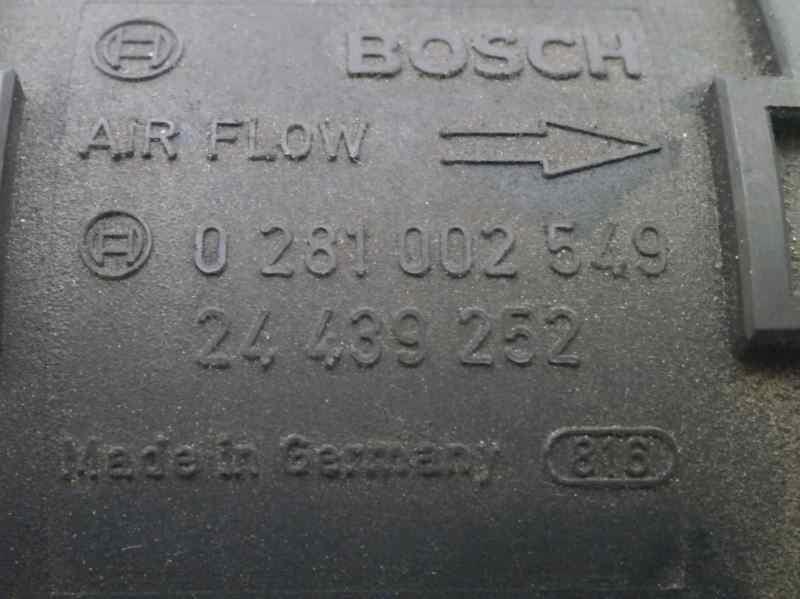 BOSCH
AIR FLOW
0 281 002 549
24 439 252
Made in Germany 816